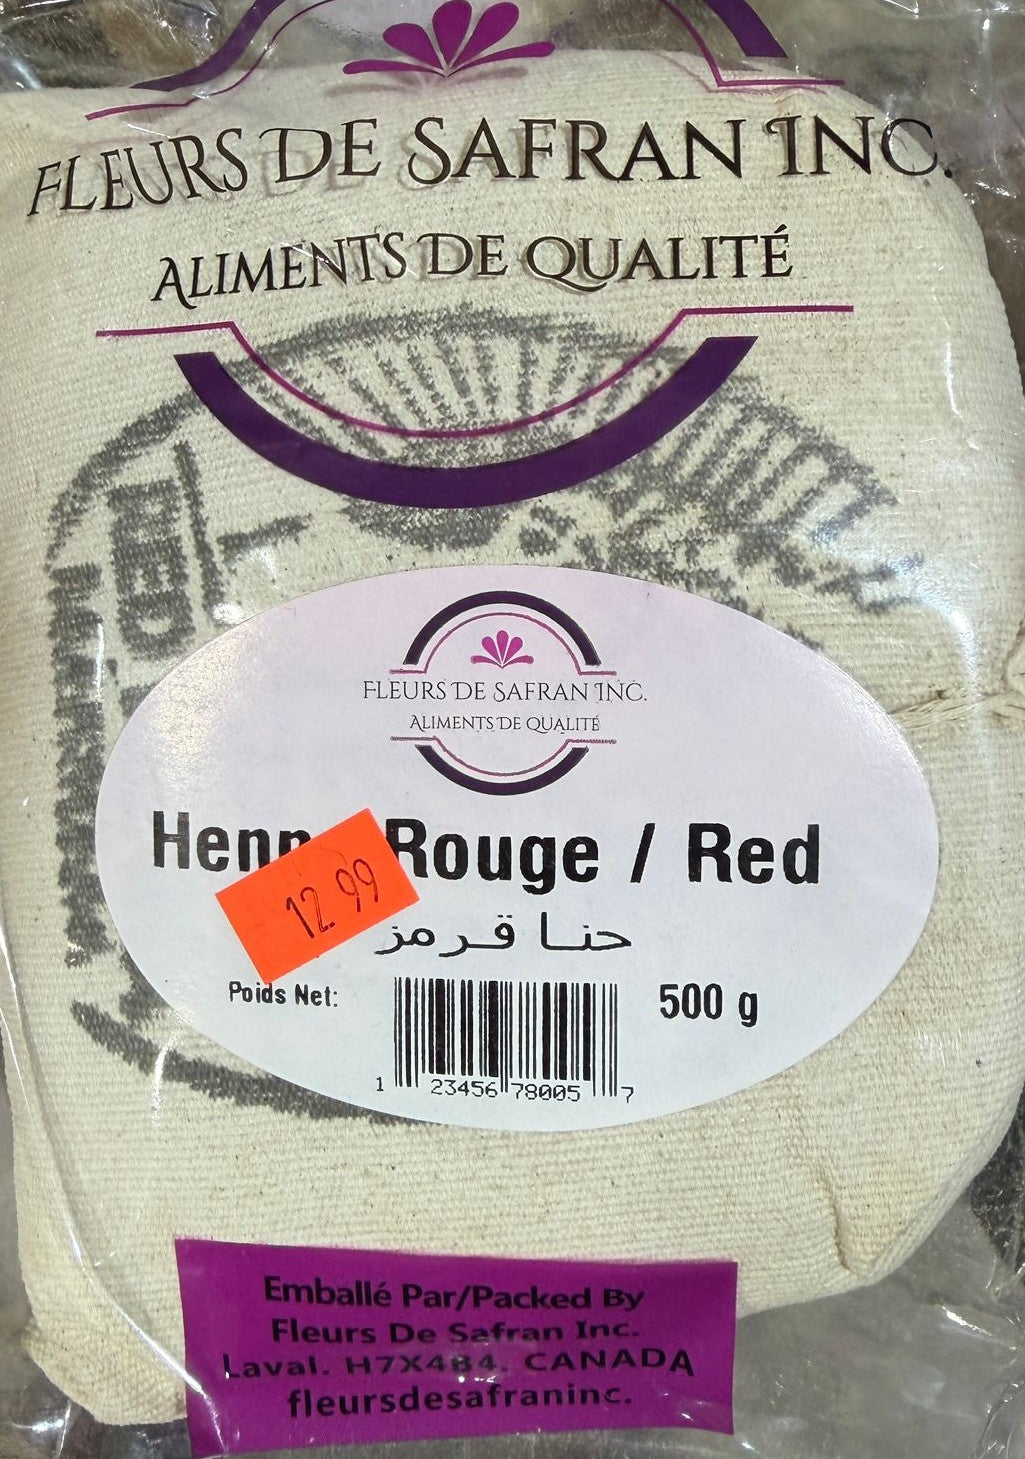 FLEURS DE SAFRAN INC.
ALIMENTS DE QUALITÉ
FLEURS DE SAFRAN INC.
ALIMENTS DE QUALITÉ
Rouge / Red
12.99
حنا قرمز
Poids Net:
500 g
1 23456 78005 7
Emballé Par/Packed By
Fleurs De Safran Inc.
Laval. H7X4B4. CANADA
fleursdesafraninc.